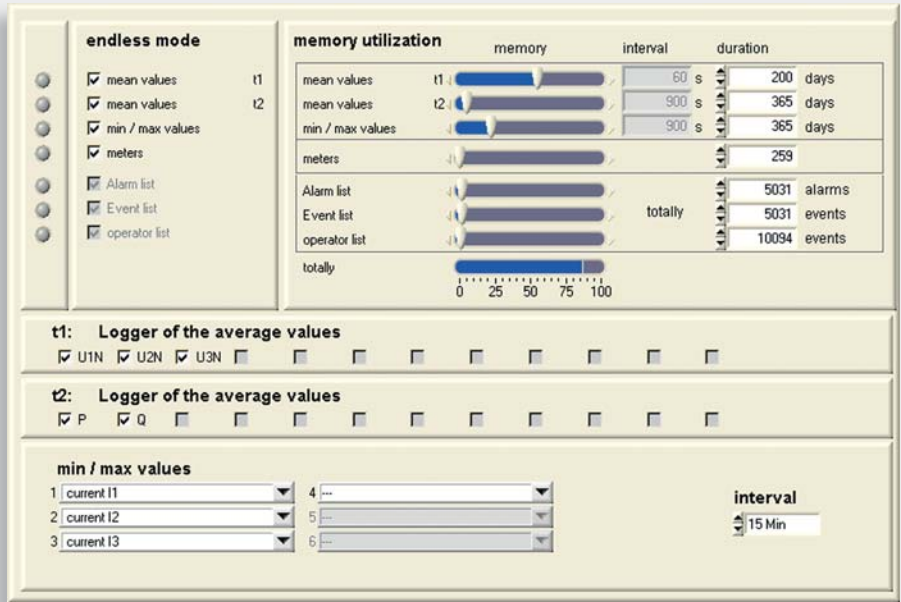 endless mode
mean values t1
mean values t2
min / max values
meters
Alarm list
Event list
operator list
memory utilization
memory interval duration
mean values t1 60 s 200 days
mean values t2 900 s 365 days
min / max values 900 s 365 days
meters 259
Alarm list 5031 alarms
Event list totally 5031 events
operator list 10094 events
totally
0 25 50 75 100
t1: Logger of the average values
U1N U2N U3N
t2: Logger of the average values
P Q
min / max values
1 current I1 4 ---
2 current I2 5 ---
3 current I3 6 ---
interval
15 Min